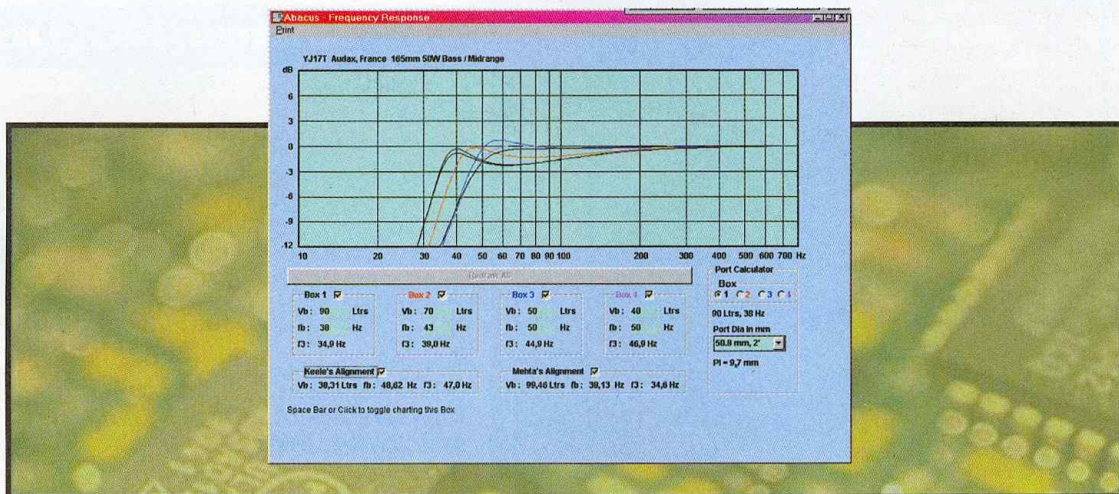 Abacus - Frequency Response
Print
YJ17T Audax, France 165mm 50W Bass / Midrange
dB
6
3
0
-3
-6
-9
-12
10 20 30 40 50 60 70 80 90 100 200 300 400 500 600 700 Hz
Box 1
Vb : 90 Ltrs
fb : 38 Hz
f3 : 34,9 Hz
Box 2
Vb : 70 Ltrs
fb : 43 Hz
f3 : 39,0 Hz
Box 3
Vb : 50 Ltrs
fb : 50 Hz
f3 : 44,9 Hz
Box 4
Vb : 40 Ltrs
fb : 50 Hz
f3 : 46,9 Hz
Port Calculator
Box
1 2 3 4
90 Ltrs, 38 Hz
Port Dia in mm
50.8 mm, 2'
Pl = 9,7 mm
Keele's Alignment
Vb : 38,31 Ltrs fb : 48,62 Hz f3 : 47,0 Hz
Mehta's Alignment
Vb : 99,46 Ltrs fb : 38,13 Hz f3 : 34,6 Hz
Space Bar or Click to toggle charting this Box